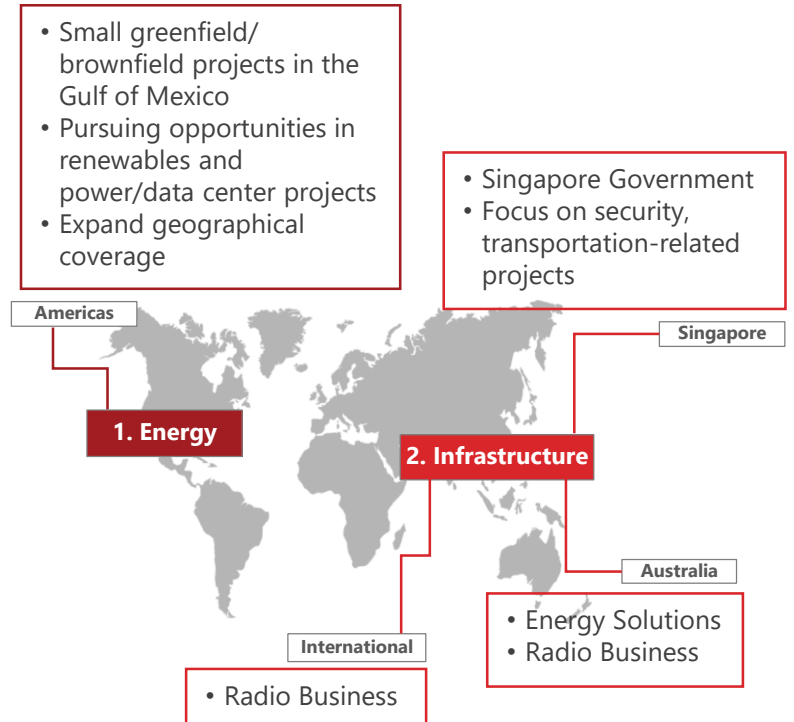 • Small greenfield/
brownfield projects in the
Gulf of Mexico
• Pursuing opportunities in
renewables and
power/data center projects
• Expand geographical
coverage
• Singapore Government
• Focus on security,
transportation-related
projects
Americas
Singapore
1. Energy
2. Infrastructure
Australia
• Energy Solutions
• Radio Business
International
• Radio Business